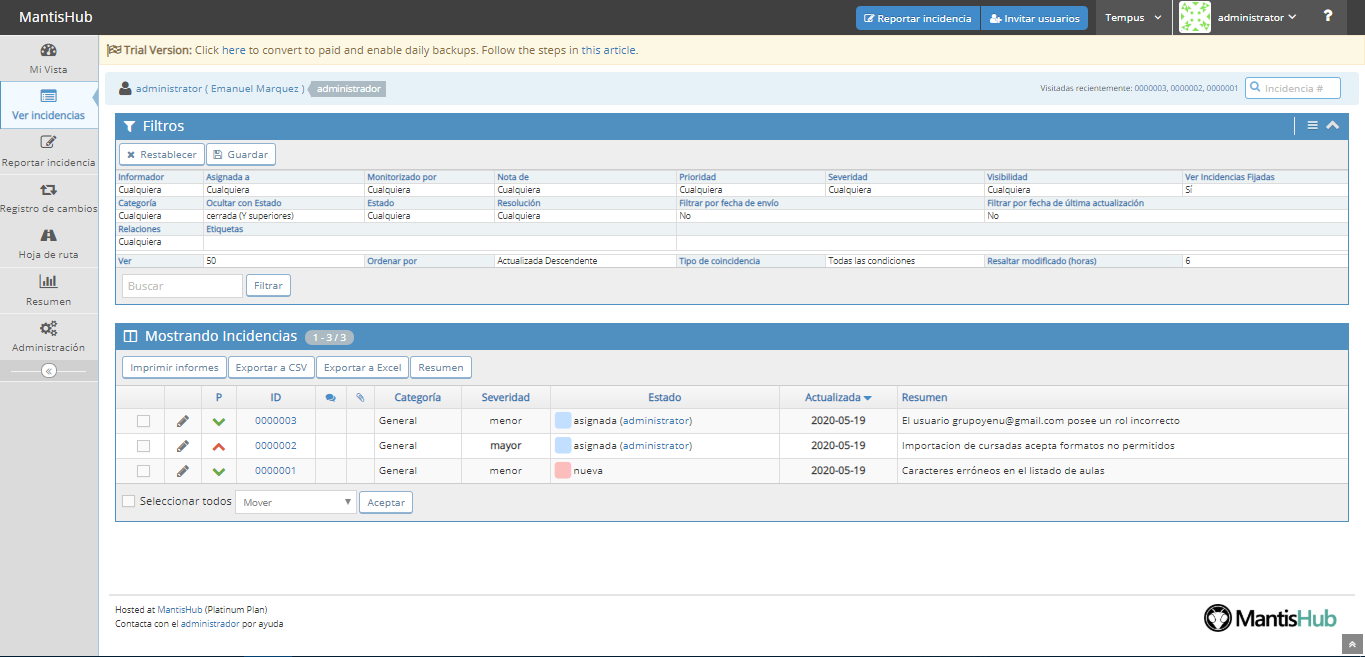 MantisHub Reportar incidencia Invitar usuarios Tempus administrator ?
Trial Version: Click here to convert to paid and enable daily backups. Follow the steps in this article.
Mi Vista
Ver incidencias
Reportar incidencia
Registro de cambios
Hoja de ruta
Resumen
Administración
administrator ( Emanuel Marquez ) administrador Visitadas recientemente: 0000003, 0000002, 0000001 Incidencia #
Filtros
Restablecer Guardar
Informador Asignada a Monitorizado por Nota de Prioridad Severidad Visibilidad Ver Incidencias Fijadas
Cualquiera Cualquiera Cualquiera Cualquiera Cualquiera Cualquiera Cualquiera Sí
Categoría Ocultar con Estado Estado Resolución Filtrar por fecha de envío Filtrar por fecha de última actualización
Cualquiera cerrada (Y superiores) Cualquiera Cualquiera No No
Relaciones Etiquetas
Cualquiera
Ver 50 Ordenar por Actualizada Descendente Tipo de coincidencia Todas las condiciones Resaltar modificado (horas) 6
Buscar Filtrar
Mostrando Incidencias 1 - 3 / 3
Imprimir informes Exportar a CSV Exportar a Excel Resumen
P ID Categoría Severidad Estado Actualizada Resumen
0000003 General menor asignada (administrator) 2020-05-19 El usuario grupoyenu@gmail.com posee un rol incorrecto
0000002 General mayor asignada (administrator) 2020-05-19 Importacion de cursadas acepta formatos no permitidos
0000001 General menor nueva 2020-05-19 Caracteres erróneos en el listado de aulas
Seleccionar todos Mover Aceptar
Hosted at MantisHub (Platinum Plan)
Contacta con el administrador por ayuda
MantisHub